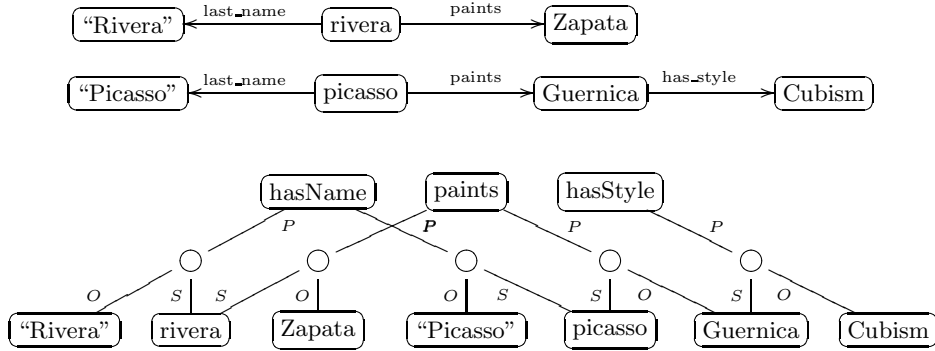 last_name paints
“Rivera” rivera Zapata
last_name paints has_style
“Picasso” picasso Guernica Cubism
hasName paints hasStyle
P P P P
O S S O O S S O S O
“Rivera” rivera Zapata “Picasso” picasso Guernica Cubism